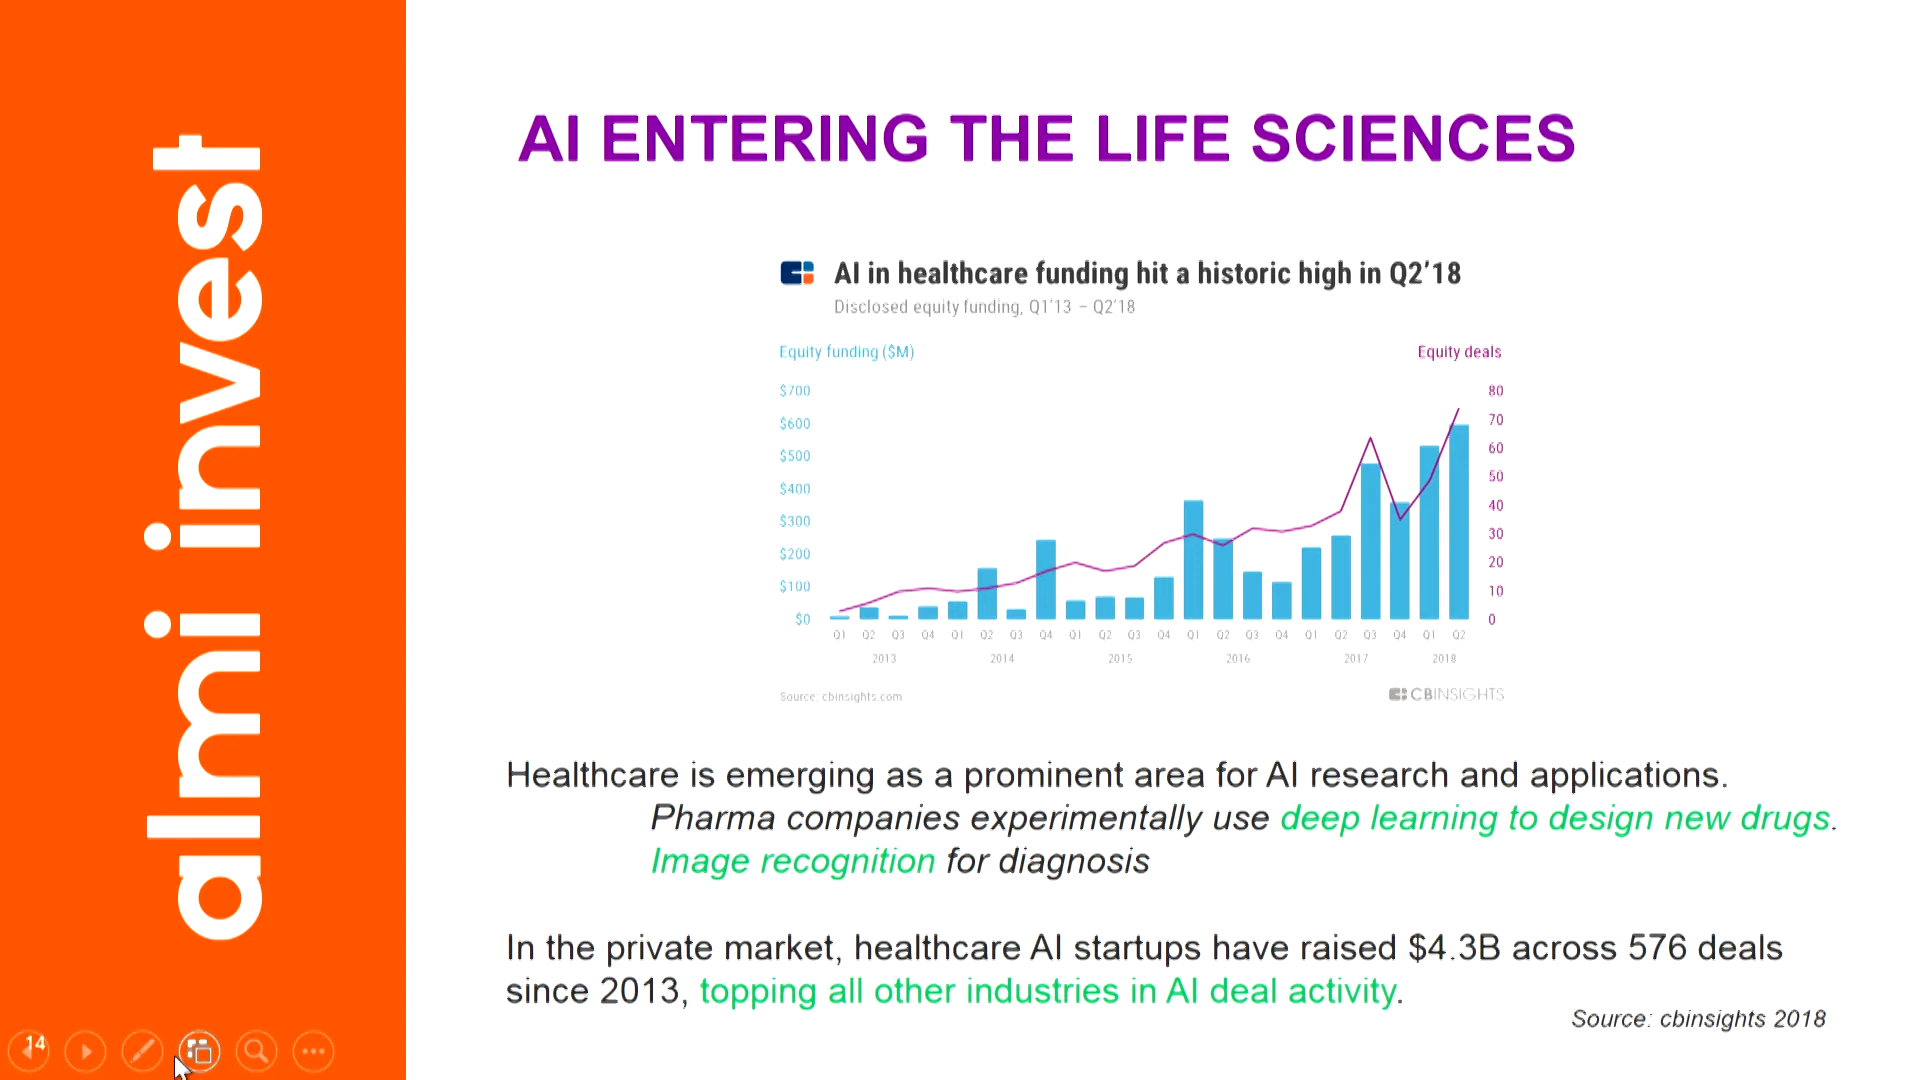 almi invest
AI ENTERING THE LIFE SCIENCES
AI in healthcare funding hit a historic high in Q2'18
Disclosed equity funding, Q1'13 – Q2'18
Equity funding ($M)
Equity deals
$700
$600
$500
$400
$300
$200
$100
$0
80
70
60
50
40
30
20
10
0
Q1 Q2 Q3 Q4 Q1 Q2 Q3 Q4 Q1 Q2 Q3 Q4 Q1 Q2 Q3 Q4 Q1 Q2 Q3 Q4 Q1 Q2
2013 2014 2015 2016 2017 2018
Source: cbinsights.com
CBINSIGHTS
Healthcare is emerging as a prominent area for AI research and applications.
Pharma companies experimentally use deep learning to design new drugs.
Image recognition for diagnosis
In the private market, healthcare AI startups have raised $4.3B across 576 deals
since 2013, topping all other industries in AI deal activity.
Source: cbinsights 2018
14